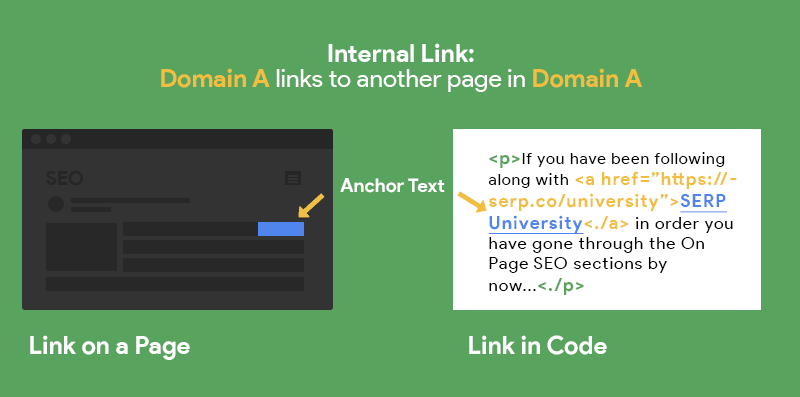 Internal Link:
Domain A links to another page in Domain A
SEO
Anchor Text
<p>If you have been following
along with <a href="https://-
serp.co/university">SERP
University<./a> in order you
have gone through the On
Page SEO sections by
now...<./p>
Link on a Page
Link in Code